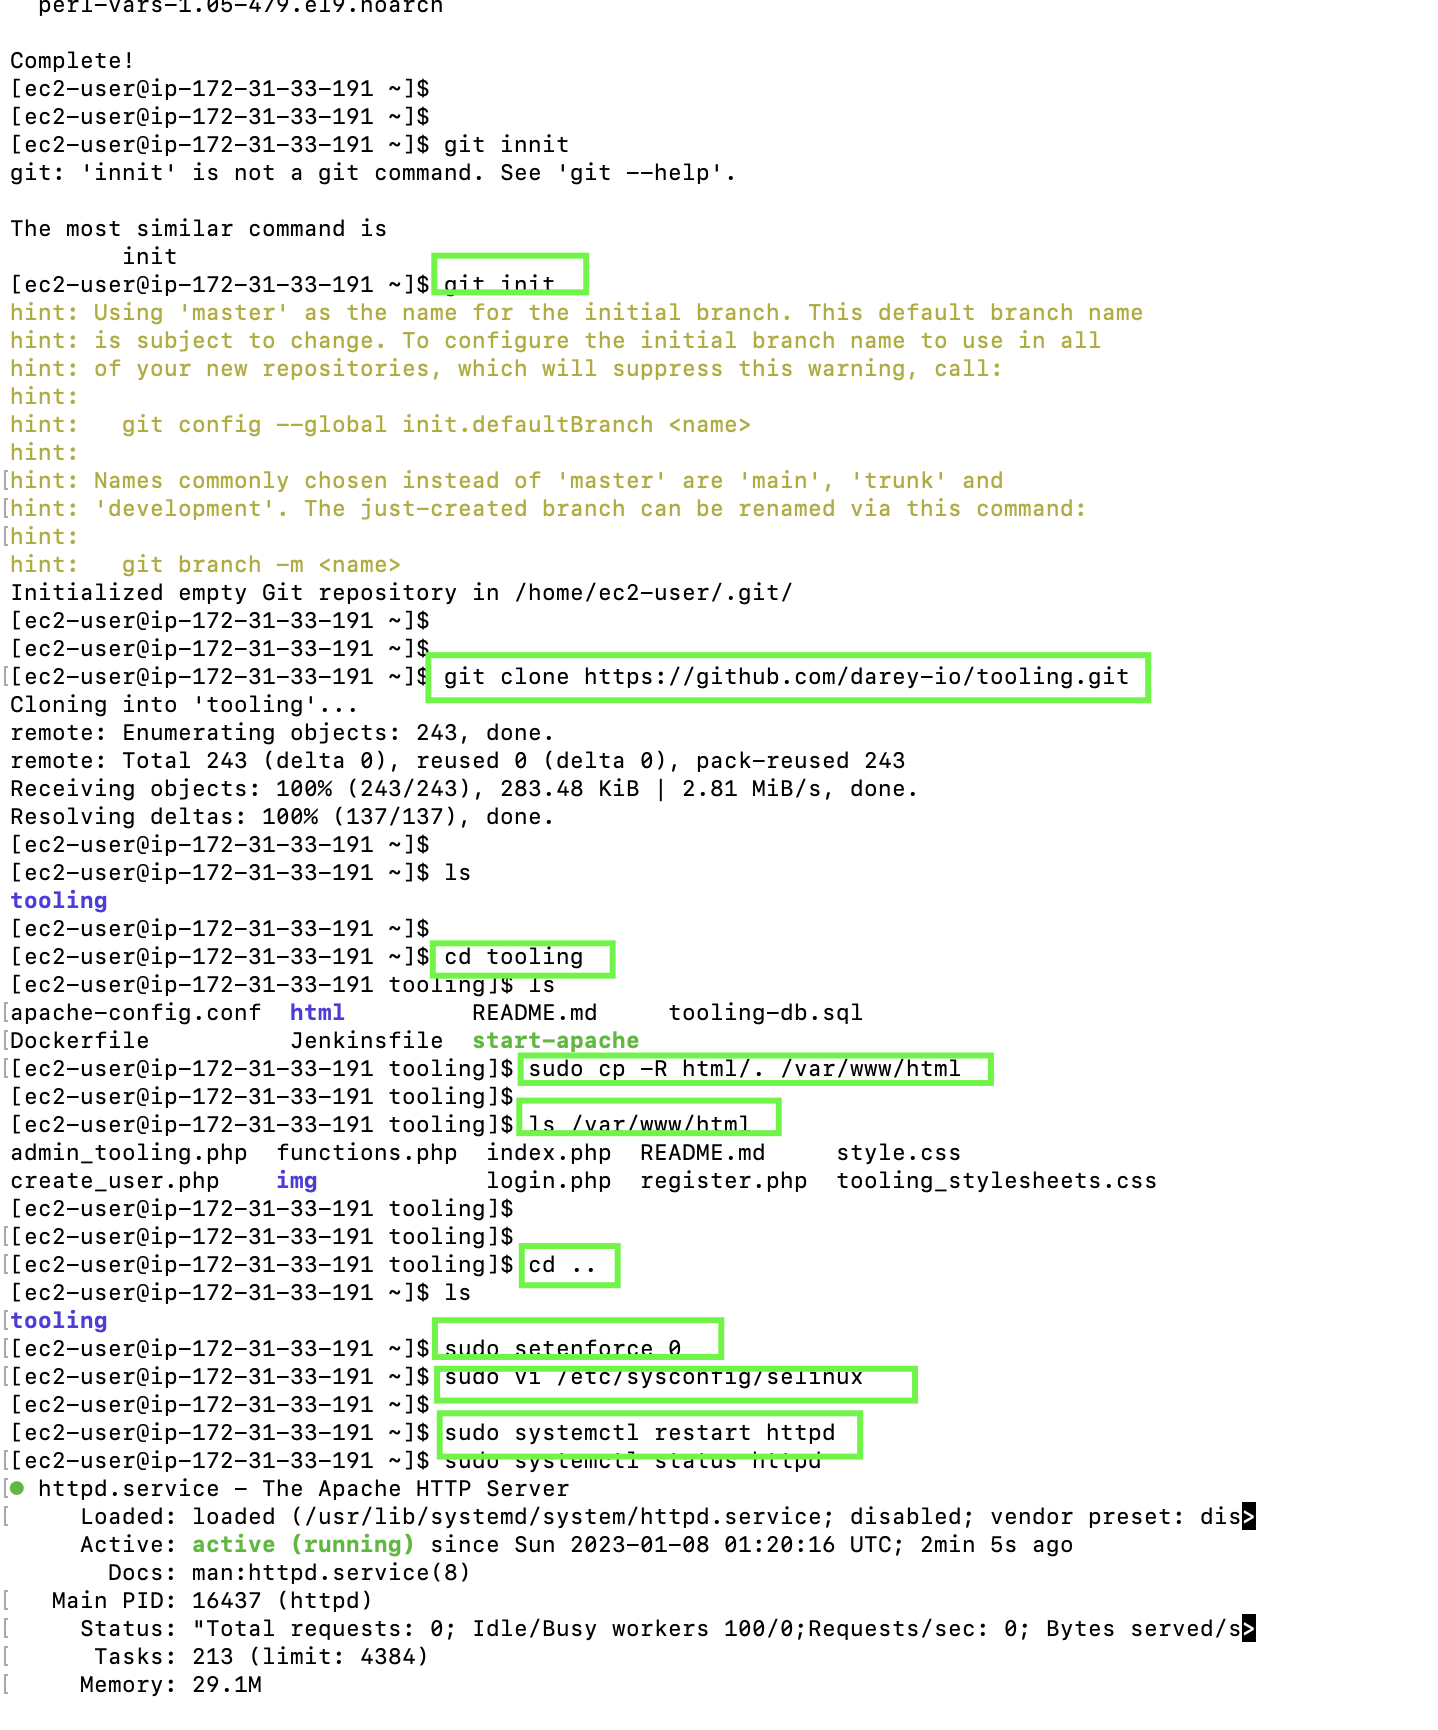 perl-vars-1.05-479.el9.noarch
Complete!
[ec2-user@ip-172-31-33-191 ~]$
[ec2-user@ip-172-31-33-191 ~]$
[ec2-user@ip-172-31-33-191 ~]$ git innit
git: 'innit' is not a git command. See 'git --help'.
The most similar command is
init
[ec2-user@ip-172-31-33-191 ~]$ git init
hint: Using 'master' as the name for the initial branch. This default branch name
hint: is subject to change. To configure the initial branch name to use in all
hint: of your new repositories, which will suppress this warning, call:
hint:
hint:   git config --global init.defaultBranch <name>
hint:
[hint: Names commonly chosen instead of 'master' are 'main', 'trunk' and
[hint: 'development'. The just-created branch can be renamed via this command:
[hint:
hint:   git branch -m <name>
Initialized empty Git repository in /home/ec2-user/.git/
[ec2-user@ip-172-31-33-191 ~]$
[ec2-user@ip-172-31-33-191 ~]$
[[ec2-user@ip-172-31-33-191 ~]$ git clone https://github.com/darey-io/tooling.git
Cloning into 'tooling'...
remote: Enumerating objects: 243, done.
remote: Total 243 (delta 0), reused 0 (delta 0), pack-reused 243
Receiving objects: 100% (243/243), 283.48 KiB | 2.81 MiB/s, done.
Resolving deltas: 100% (137/137), done.
[ec2-user@ip-172-31-33-191 ~]$
[ec2-user@ip-172-31-33-191 ~]$ ls
tooling
[ec2-user@ip-172-31-33-191 ~]$
[ec2-user@ip-172-31-33-191 ~]$ cd tooling
[ec2-user@ip-172-31-33-191 tooling]$ ls
[apache-config.conf  html         README.md     tooling-db.sql
[Dockerfile          Jenkinsfile  start-apache
[[ec2-user@ip-172-31-33-191 tooling]$ sudo cp -R html/. /var/www/html
[ec2-user@ip-172-31-33-191 tooling]$
[ec2-user@ip-172-31-33-191 tooling]$ ls /var/www/html
admin_tooling.php  functions.php  index.php  README.md     style.css
create_user.php    img            login.php  register.php  tooling_stylesheets.css
[ec2-user@ip-172-31-33-191 tooling]$
[[ec2-user@ip-172-31-33-191 tooling]$
[[ec2-user@ip-172-31-33-191 tooling]$ cd ..
[ec2-user@ip-172-31-33-191 ~]$ ls
[tooling
[[ec2-user@ip-172-31-33-191 ~]$ sudo setenforce 0
[[ec2-user@ip-172-31-33-191 ~]$ sudo vi /etc/sysconfig/selinux
[ec2-user@ip-172-31-33-191 ~]$
[ec2-user@ip-172-31-33-191 ~]$ sudo systemctl restart httpd
[[ec2-user@ip-172-31-33-191 ~]$ sudo systemctl status httpd
[● httpd.service - The Apache HTTP Server
[     Loaded: loaded (/usr/lib/systemd/system/httpd.service; disabled; vendor preset: dis>
Active: active (running) since Sun 2023-01-08 01:20:16 UTC; 2min 5s ago
Docs: man:httpd.service(8)
[   Main PID: 16437 (httpd)
[     Status: "Total requests: 0; Idle/Busy workers 100/0;Requests/sec: 0; Bytes served/s>
[      Tasks: 213 (limit: 4384)
[     Memory: 29.1M